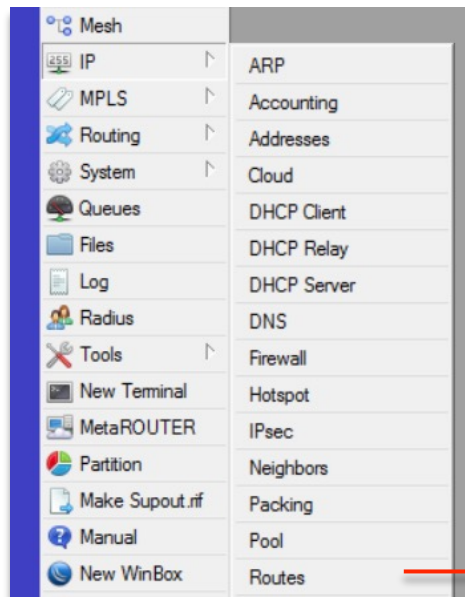 Mesh
255 IP
MPLS
Routing
System
Queues
Files
Log
Radius
Tools
New Terminal
MetaROUTER
Partition
Make Supout.rif
Manual
New WinBox
ARP
Accounting
Addresses
Cloud
DHCP Client
DHCP Relay
DHCP Server
DNS
Firewall
Hotspot
IPsec
Neighbors
Packing
Pool
Routes